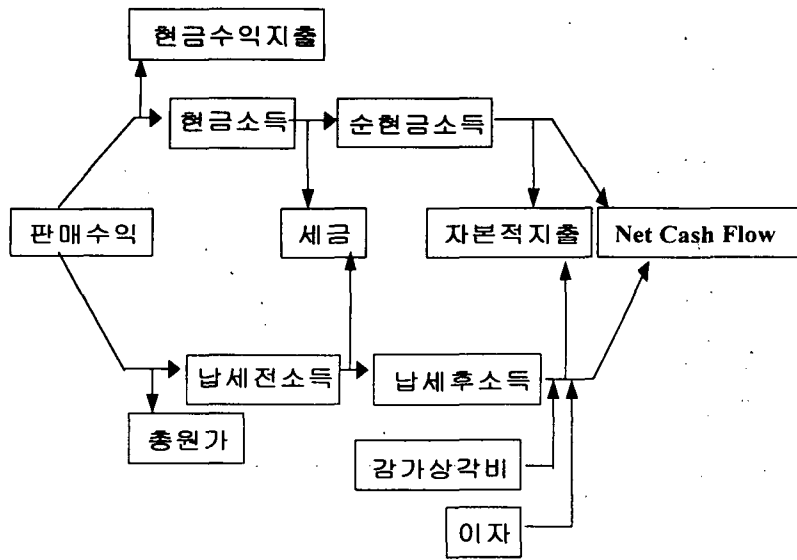 현금수익지출
현금소득
순현금소득
판매수익
세금
자본적지출
Net Cash Flow
납세전소득
납세후소득
총원가
감가상각비
이자